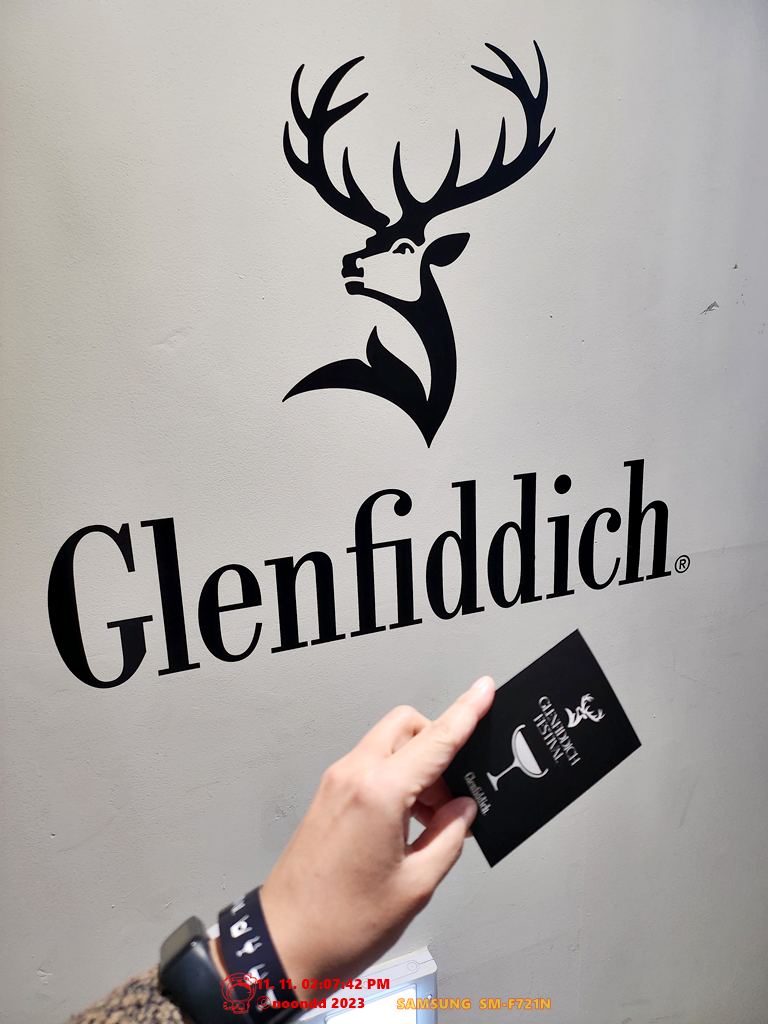 Glenfiddich®
GLENFIDDICH
FESTIVAL
Glenfiddich.
11. 11. 02:07:42 PM
@noondd 2023
SAMSUNG SM-F721N